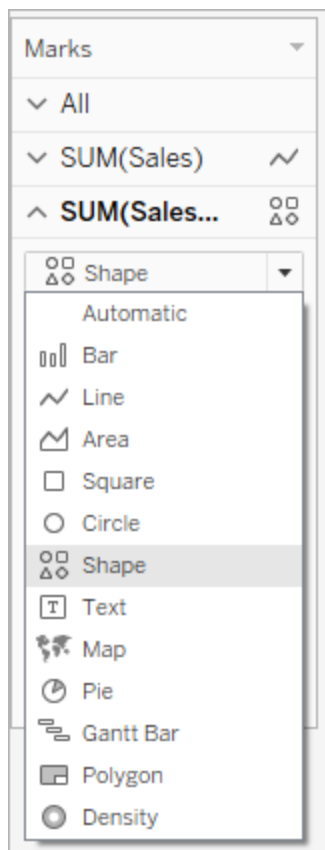 Marks
All
SUM(Sales)
SUM(Sales...
Shape
Automatic
Bar
Line
Area
Square
Circle
Shape
T Text
Map
Pie
Gantt Bar
Polygon
Density